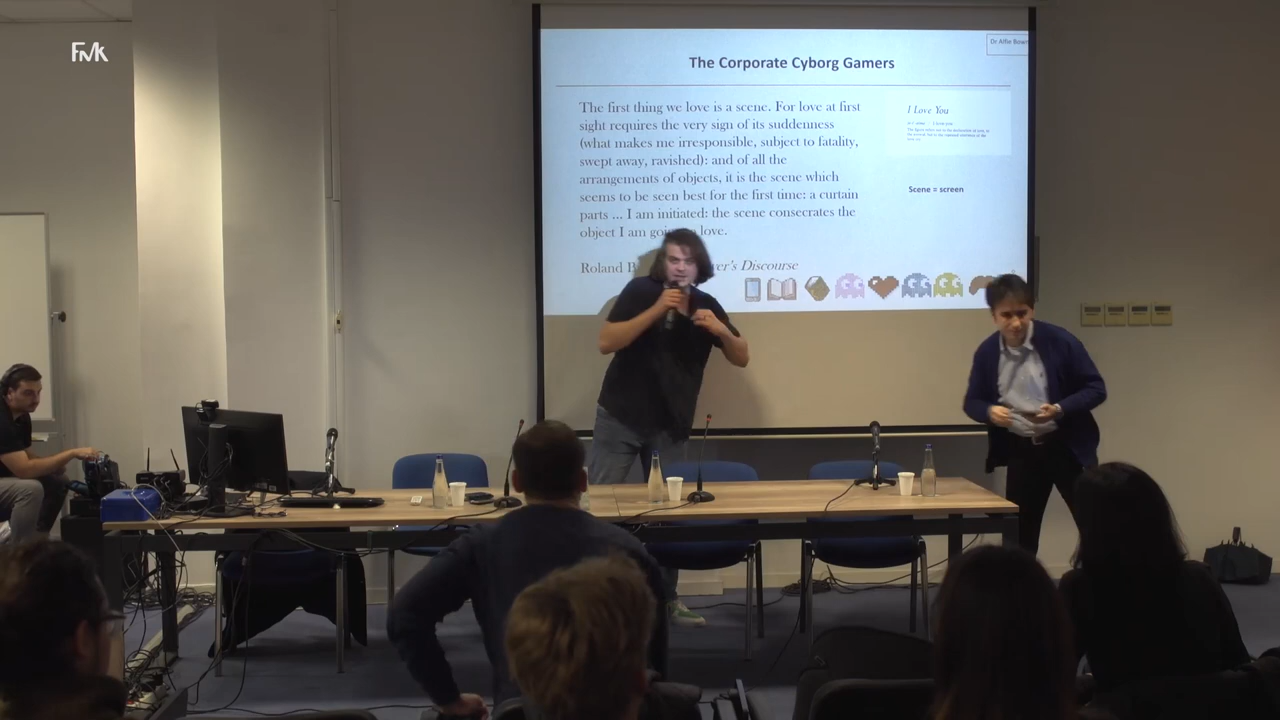 FMK
Dr Alfie Bown
The Corporate Cyborg Gamers
The first thing we love is a scene. For love at first
sight requires the very sign of its suddenness
(what makes me irresponsible, subject to fatality,
swept away, ravished): and of all the
arrangements of objects, it is the scene which
seems to be seen best for the first time: a curtain
parts ... I am initiated: the scene consecrates the
object I am love.
Roland Discourse
I Love You
Scene = screen